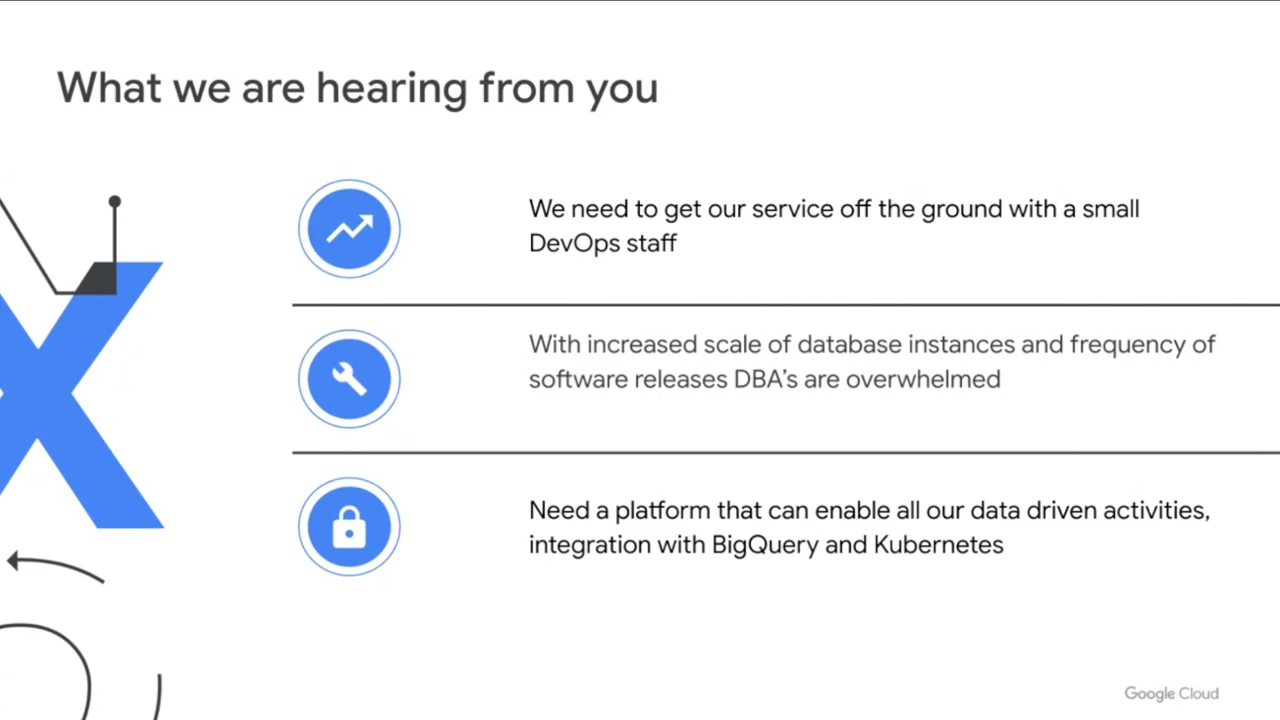 What we are hearing from you
We need to get our service off the ground with a small
DevOps staff
With increased scale of database instances and frequency of
software releases DBA's are overwhelmed
Need a platform that can enable all our data driven activities,
integration with BigQuery and Kubernetes
Google Cloud